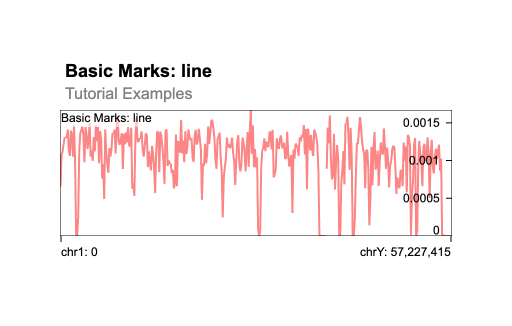 Basic Marks: line
Tutorial Examples
Basic Marks: line
0.0015
0.001
0.0005
0
chr1: 0
chrY: 57,227,415